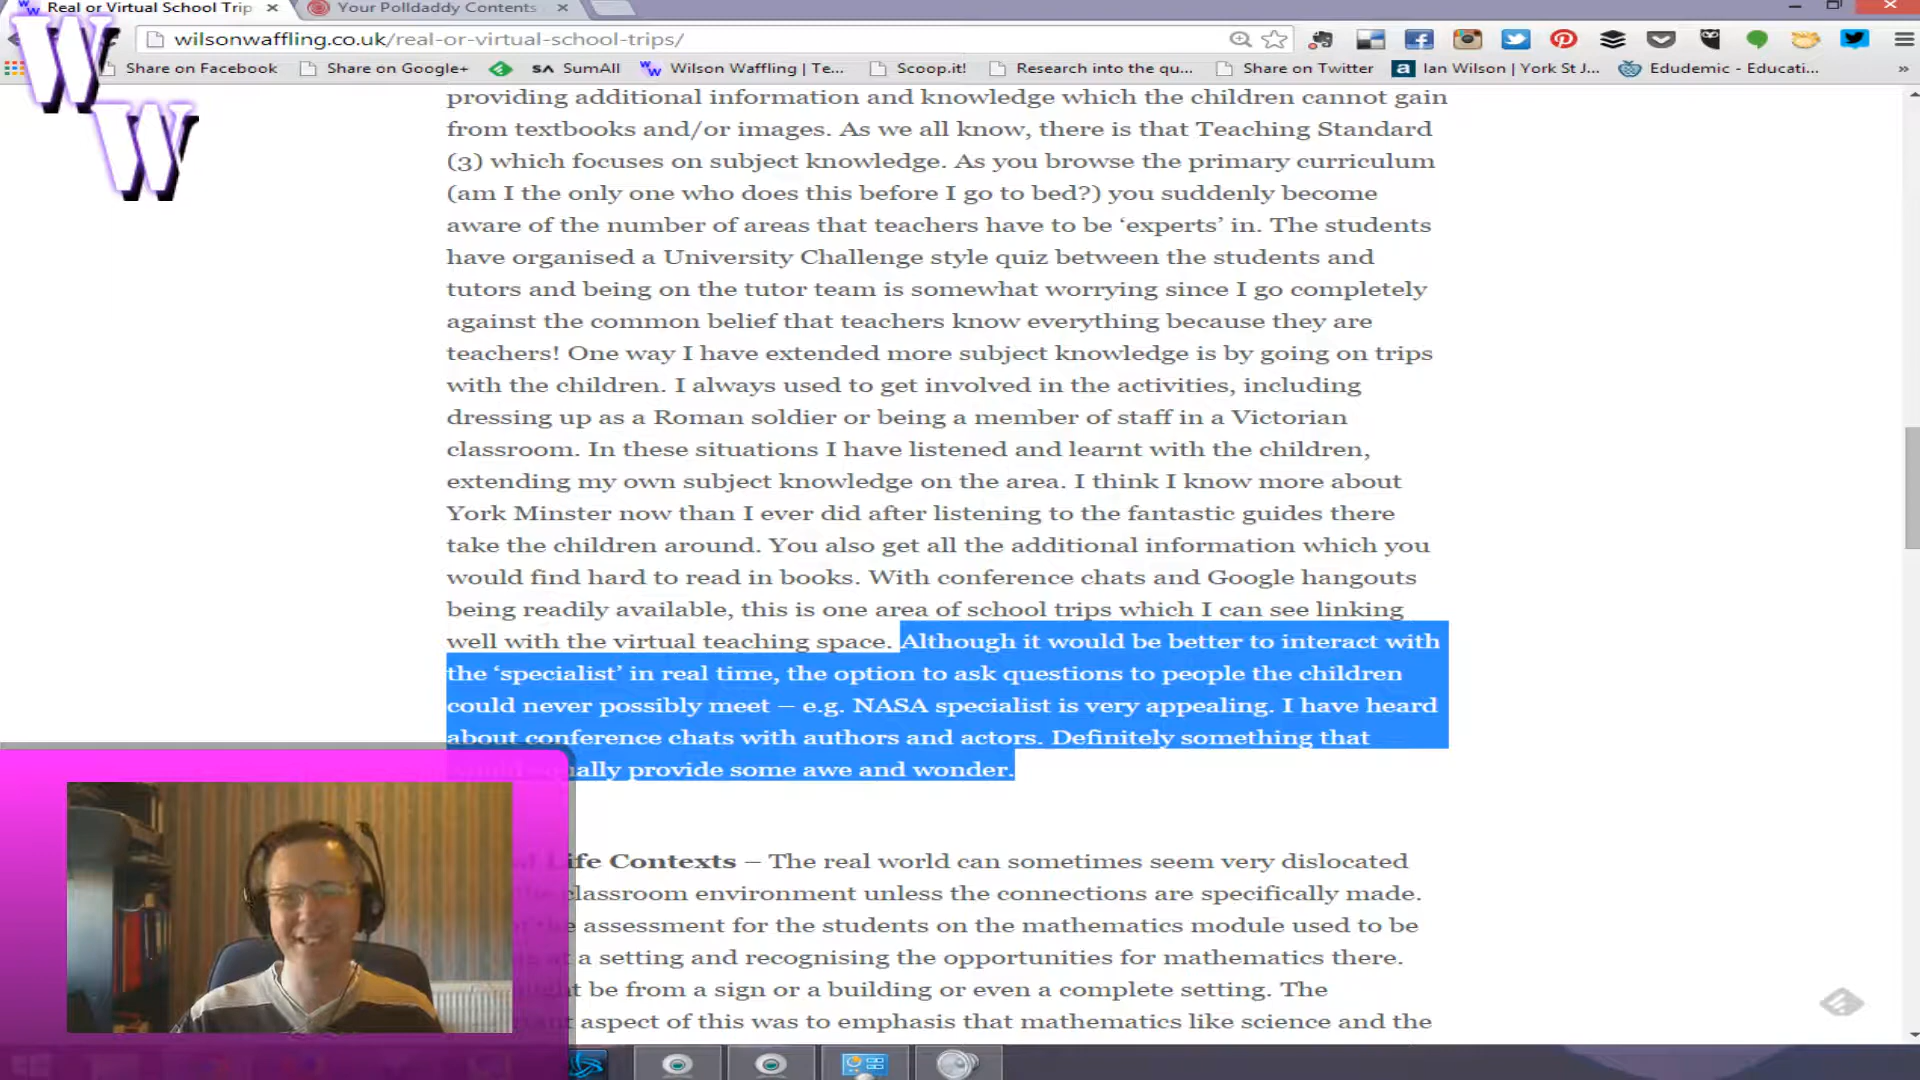 Real or Virtual School Trip
Your Polldaddy Contents
wilsonwaffling.co.uk/real-or-virtual-school-trips/
Share on Facebook
Share on Google+
SA SumAll
Wilson Waffling | Te...
Scoop.it!
Research into the qu...
Share on Twitter
a Ian Wilson | York St J...
Edudemic - Educati...
»
W
W
providing additional information and knowledge which the children cannot gain
from textbooks and/or images. As we all know, there is that Teaching Standard
(3) which focuses on subject knowledge. As you browse the primary curriculum
(am I the only one who does this before I go to bed?) you suddenly become
aware of the number of areas that teachers have to be ‘experts’ in. The students
have organised a University Challenge style quiz between the students and
tutors and being on the tutor team is somewhat worrying since I go completely
against the common belief that teachers know everything because they are
teachers! One way I have extended more subject knowledge is by going on trips
with the children. I always used to get involved in the activities, including
dressing up as a Roman soldier or being a member of staff in a Victorian
classroom. In these situations I have listened and learnt with the children,
extending my own subject knowledge on the area. I think I know more about
York Minster now than I ever did after listening to the fantastic guides there
take the children around. You also get all the additional information which you
would find hard to read in books. With conference chats and Google hangouts
being readily available, this is one area of school trips which I can see linking
well with the virtual teaching space. Although it would be better to interact with
the ‘specialist’ in real time, the option to ask questions to people the children
could never possibly meet – e.g. NASA specialist is very appealing. I have heard
about conference chats with authors and actors. Definitely something that
provide some awe and wonder.
Life Contexts – The real world can sometimes seem very dislocated
classroom environment unless the connections are specifically made.
assessment for the students on the mathematics module used to be
a setting and recognising the opportunities for mathematics there.
be from a sign or a building or even a complete setting. The
aspect of this was to emphasis that mathematics like science and the